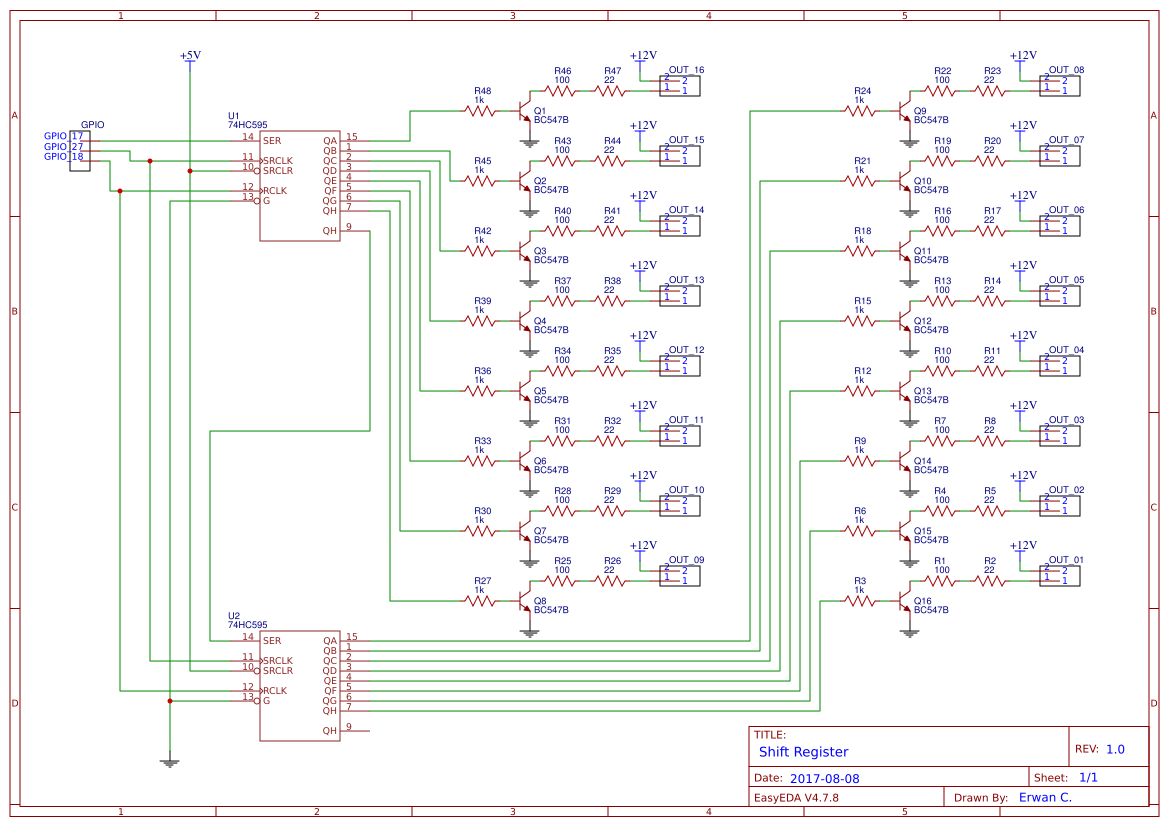 1 2 3 4 5
A
B
C
D
+5V
GPIO
GPIO_17
GPIO_27
GPIO_18
U1
74HC595
14 SER
11 SRCLK
10 SRCLR
12 RCLK
13 G
QA 15
QB 1
QC 2
QD 3
QE 4
QF 5
QG 6
QH 7
QH 9
U2
74HC595
14 SER
11 SRCLK
10 SRCLR
12 RCLK
13 G
QA 15
QB 1
QC 2
QD 3
QE 4
QF 5
QG 6
QH 7
QH 9
R48
1k
Q1
BC547B
R46
100
R47
22
+12V
OUT_16
2 2
1 1
R45
1k
Q2
BC547B
R43
100
R44
22
+12V
OUT_15
2 2
1 1
R42
1k
Q3
BC547B
R40
100
R41
22
+12V
OUT_14
2 2
1 1
R39
1k
Q4
BC547B
R37
100
R38
22
+12V
OUT_13
2 2
1 1
R36
1k
Q5
BC547B
R34
100
R35
22
+12V
OUT_12
2 2
1 1
R33
1k
Q6
BC547B
R31
100
R32
22
+12V
OUT_11
2 2
1 1
R30
1k
Q7
BC547B
R28
100
R29
22
+12V
OUT_10
2 2
1 1
R27
1k
Q8
BC547B
R25
100
R26
22
+12V
OUT_09
2 2
1 1
R24
1k
Q9
BC547B
R22
100
R23
22
+12V
OUT_08
2 2
1 1
R21
1k
Q10
BC547B
R19
100
R20
22
+12V
OUT_07
2 2
1 1
R18
1k
Q11
BC547B
R16
100
R17
22
+12V
OUT_06
2 2
1 1
R15
1k
Q12
BC547B
R13
100
R14
22
+12V
OUT_05
2 2
1 1
R12
1k
Q13
BC547B
R10
100
R11
22
+12V
OUT_04
2 2
1 1
R9
1k
Q14
BC547B
R7
100
R8
22
+12V
OUT_03
2 2
1 1
R6
1k
Q15
BC547B
R4
100
R5
22
+12V
OUT_02
2 2
1 1
R3
1k
Q16
BC547B
R1
100
R2
22
+12V
OUT_01
2 2
1 1
A
B
C
D
TITLE:
Shift Register
REV: 1.0
Date: 2017-08-08
Sheet: 1/1
EasyEDA V4.7.8
Drawn By: Erwan C.
1 2 3 4 5